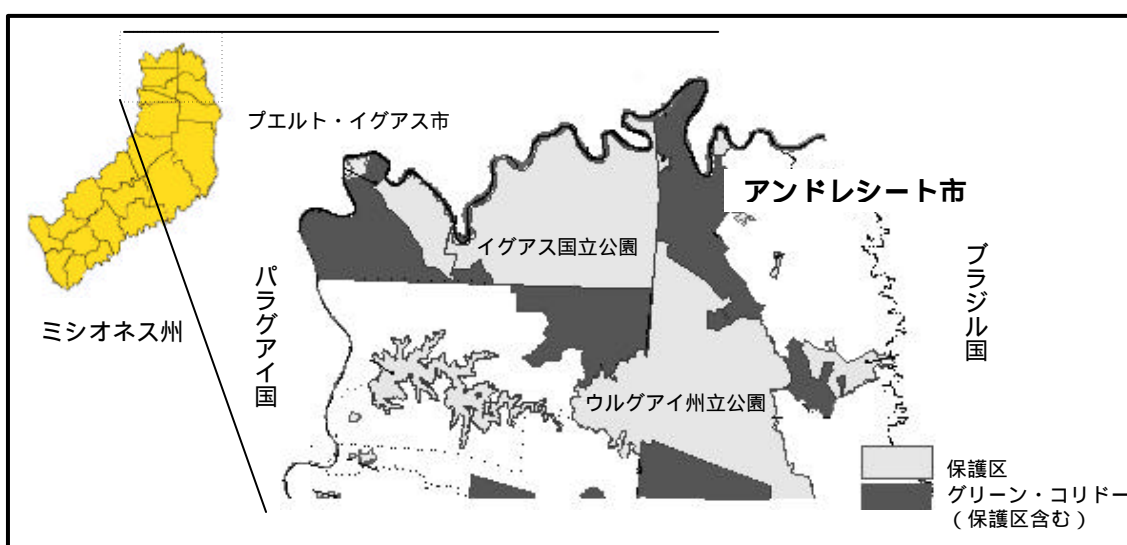 プエルト・イグアス市
アンドレシート市
イグアス国立公園
パラグアイ国
ブラジル国
ミシオネス州
ウルグアイ州立公園
保護区
グリーン・コリドー
(保護区含む)